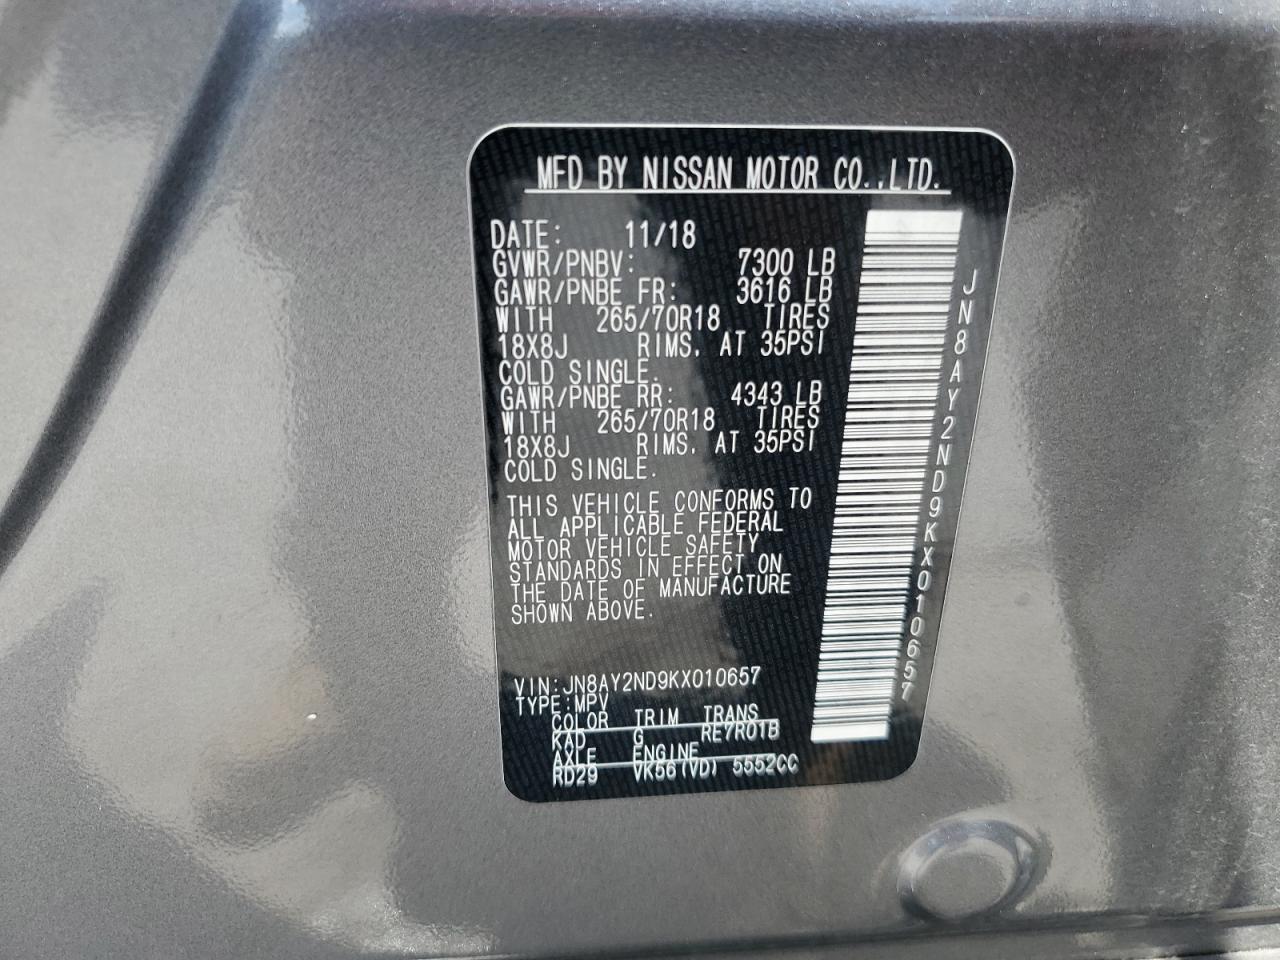 MFD BY NISSAN MOTOR CO.,LTD.
DATE: 11/18
GVWR/PNBV: 7300 LB
GAWR/PNBE FR: 3616 LB
WITH 265/70R18 TIRES
18X8J RIMS, AT 35PSI
COLD SINGLE.
GAWR/PNBE RR: 4343 LB
WITH 265/70R18 TIRES
18X8J RIMS, AT 35PSI
COLD SINGLE.
THIS VEHICLE CONFORMS TO
ALL APPLICABLE FEDERAL
MOTOR VEHICLE SAFETY
STANDARDS IN EFFECT ON
THE DATE OF MANUFACTURE
SHOWN ABOVE.
VIN:JN8AY2ND9KX010657
TYPE:MPV
COLOR TRIM TRANS
KAD G RE7R01B
AXLE ENGINE
RD29 VK56(VD) 5552CC
JN8AY2ND9KX010657